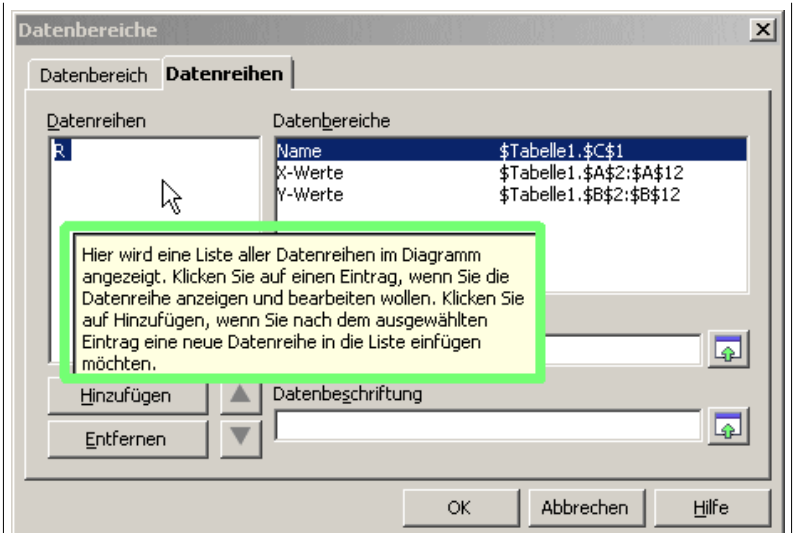 Datenbereiche
Datenbereich Datenreihen
Datenreihen
R
Datenbereiche
Name $Tabelle1.$C$1
X-Werte $Tabelle1.$A$2:$A$12
Y-Werte $Tabelle1.$B$2:$B$12
Hier wird eine Liste aller Datenreihen im Diagramm
angezeigt. Klicken Sie auf einen Eintrag, wenn Sie die
Datenreihe anzeigen und bearbeiten wollen. Klicken Sie
auf Hinzufügen, wenn Sie nach dem ausgewählten
Eintrag eine neue Datenreihe in die Liste einfügen
möchten.
Hinzufügen
Entfernen
Datenbeschriftung
OK Abbrechen Hilfe